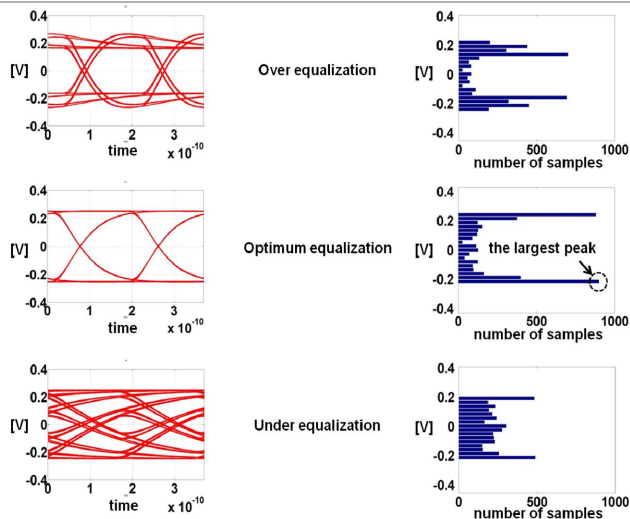 0.4
0.2
[V] 0
-0.2
-0.4
0 1 2 3
time x 10⁻¹⁰
Over equalization
0.4
0.2
[V] 0
-0.2
-0.4
0 500 1000
number of samples
0.4
0.2
[V] 0
-0.2
-0.4
0 1 2 3
time x 10⁻¹⁰
Optimum equalization
0.4
0.2
[V] 0
-0.2
-0.4
the largest peak
0 500 1000
number of samples
0.4
0.2
[V] 0
-0.2
-0.4
0 1 2 3
time x 10⁻¹⁰
Under equalization
0.4
0.2
[V] 0
-0.2
-0.4
0 500 1000
number of samples